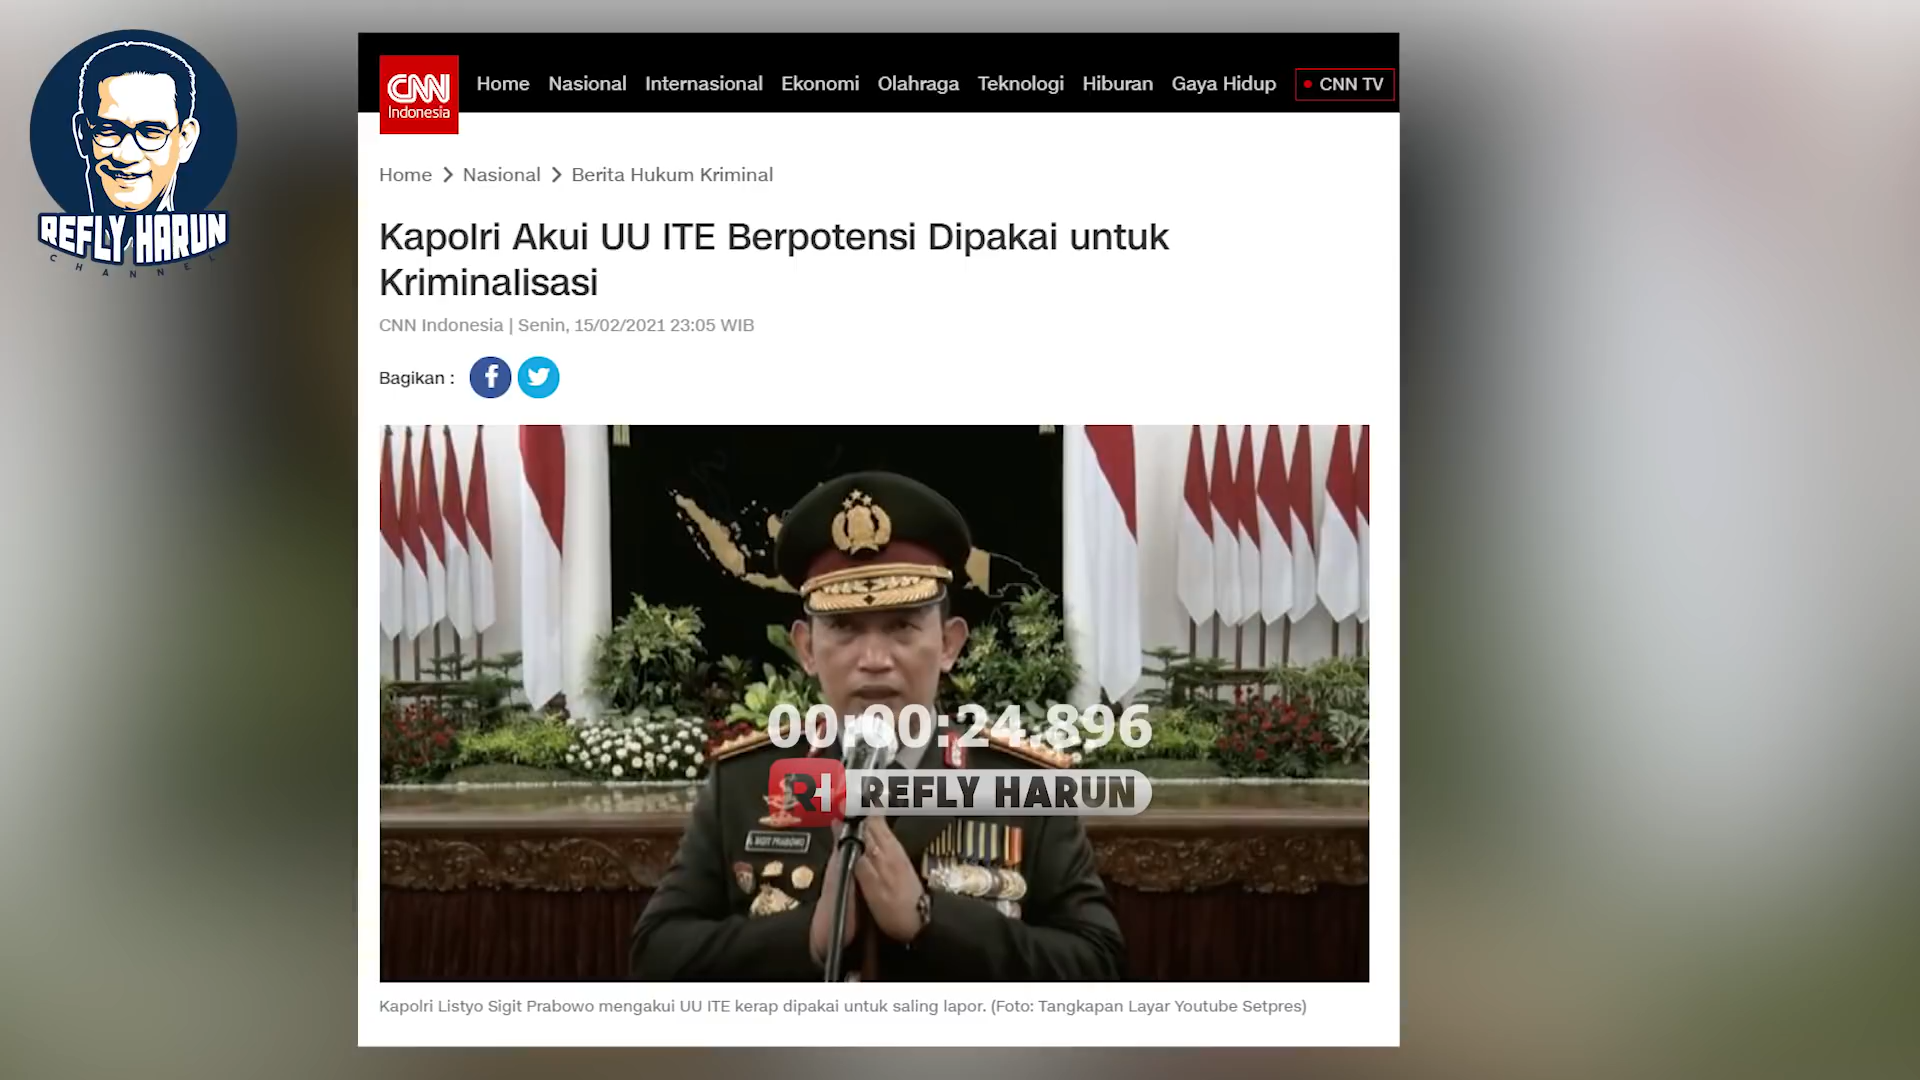 REFLY HARUN
CHANNEL
CNN
Indonesia
Home Nasional Internasional Ekonomi Olahraga Teknologi Hiburan Gaya Hidup CNN TV
Home > Nasional > Berita Hukum Kriminal
Kapolri Akui UU ITE Berpotensi Dipakai untuk
Kriminalisasi
CNN Indonesia | Senin, 15/02/2021 23:05 WIB
Bagikan :
00:00:24.896
RH REFLY HARUN
SIGIT PRABOWO
Kapolri Listyo Sigit Prabowo mengakui UU ITE kerap dipakai untuk saling lapor. (Foto: Tangkapan Layar Youtube Setpres)